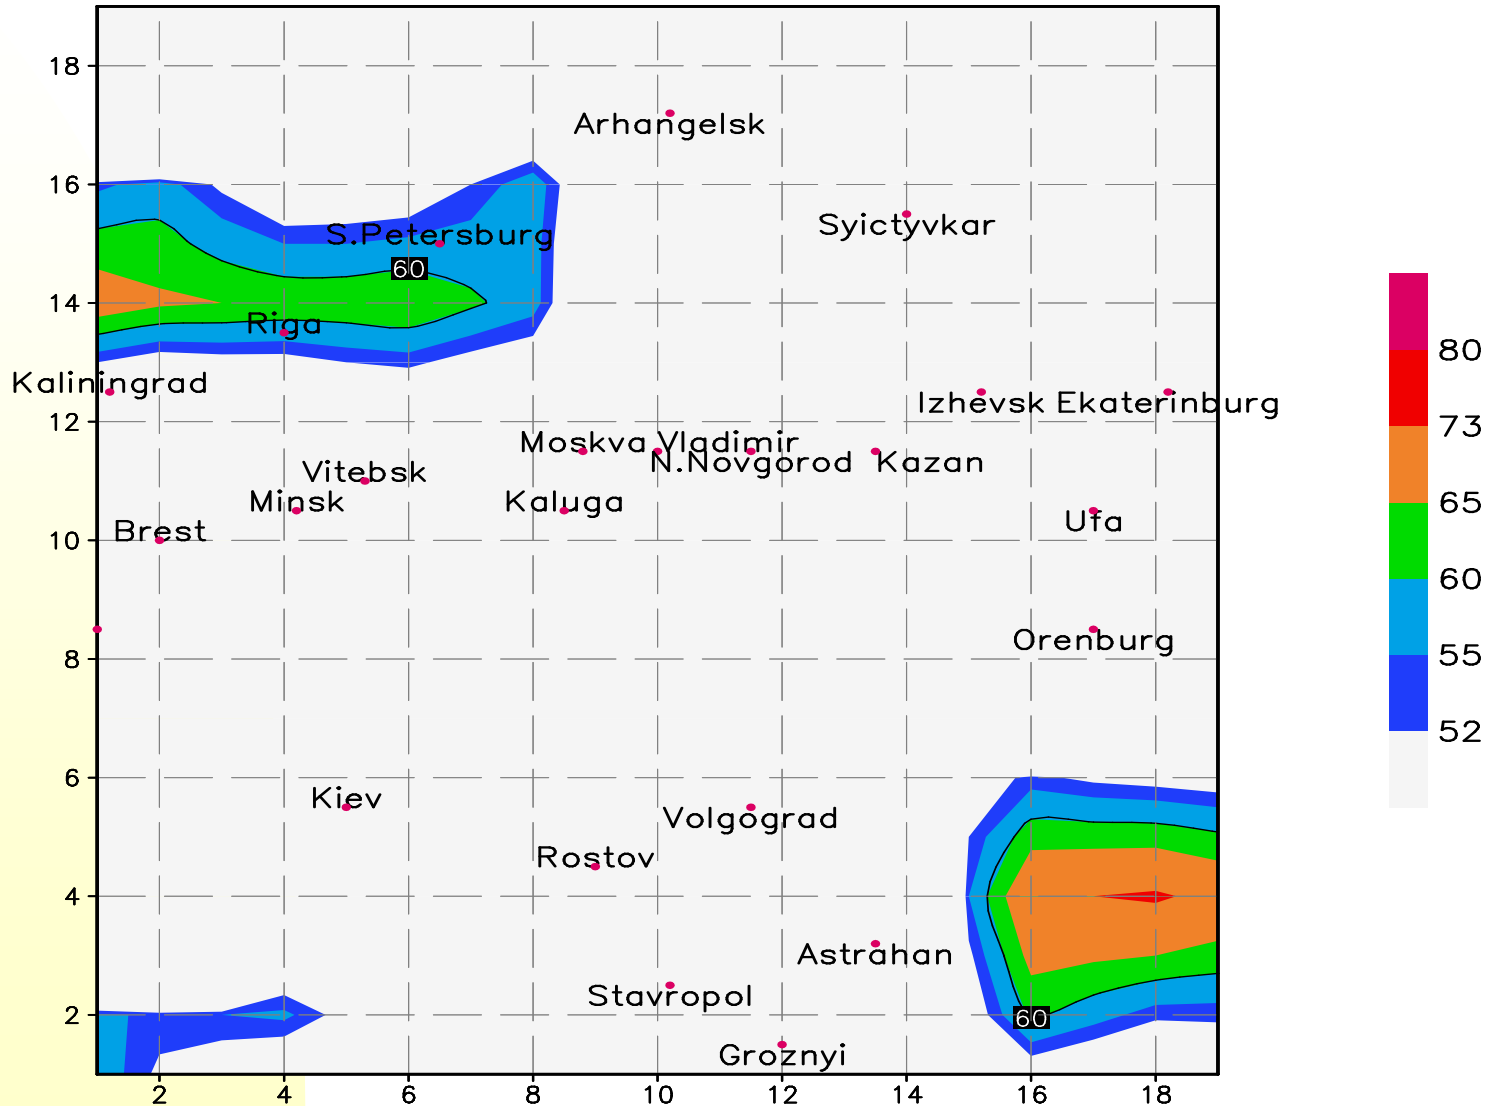 18
Arhangelsk
16
Syictyvkar
S.Petersburg
60
14
Riga
Kaliningrad
Izhevsk Ekaterinburg
12
Moskva Vladimir
N.Novgorod Kazan
Vitebsk
Minsk
Kaluga
Ufa
Brest
10
Orenburg
8
6
Kiev
Volgograd
Rostov
4
Astrahan
Stavropol
2
60
Groznyi
2 4 6 8 10 12 14 16 18
80
73
65
60
55
52